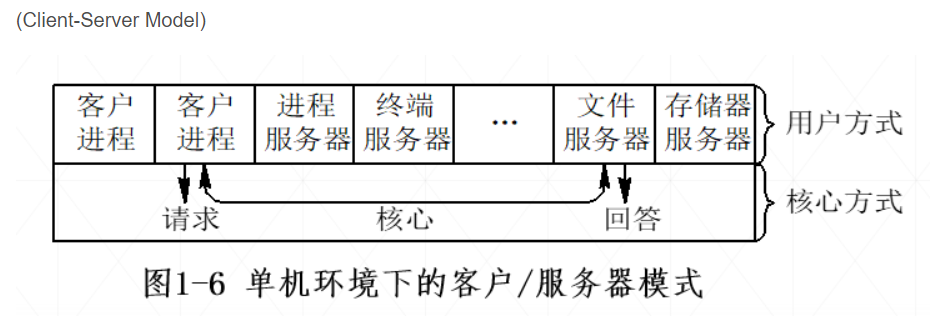 (Client-Server Model)
客户 客户 进程 终端 … 文件 存储器
进程 进程 服务器 服务器 服务器 服务器
用户方式
请求 核心 回答
核心方式
图1-6 单机环境下的客户/服务器模式